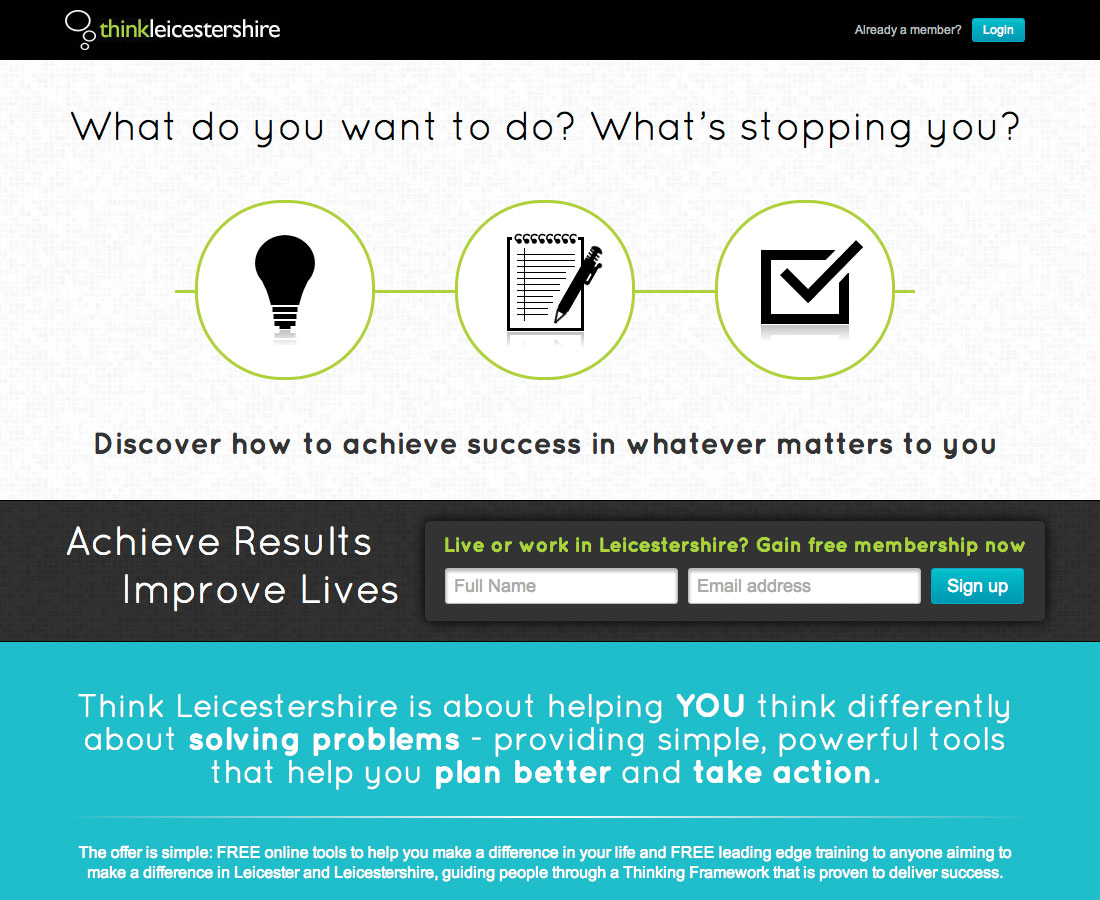 thinkleicestershire
Already a member? Login
What do you want to do? What's stopping you?
Discover how to achieve success in whatever matters to you
Achieve Results
Improve Lives
Live or work in Leicestershire? Gain free membership now
Full Name Email address Sign up
Think Leicestershire is about helping YOU think differently
about solving problems - providing simple, powerful tools
that help you plan better and take action.
The offer is simple: FREE online tools to help you make a difference in your life and FREE leading edge training to anyone aiming to
make a difference in Leicester and Leicestershire, guiding people through a Thinking Framework that is proven to deliver success.